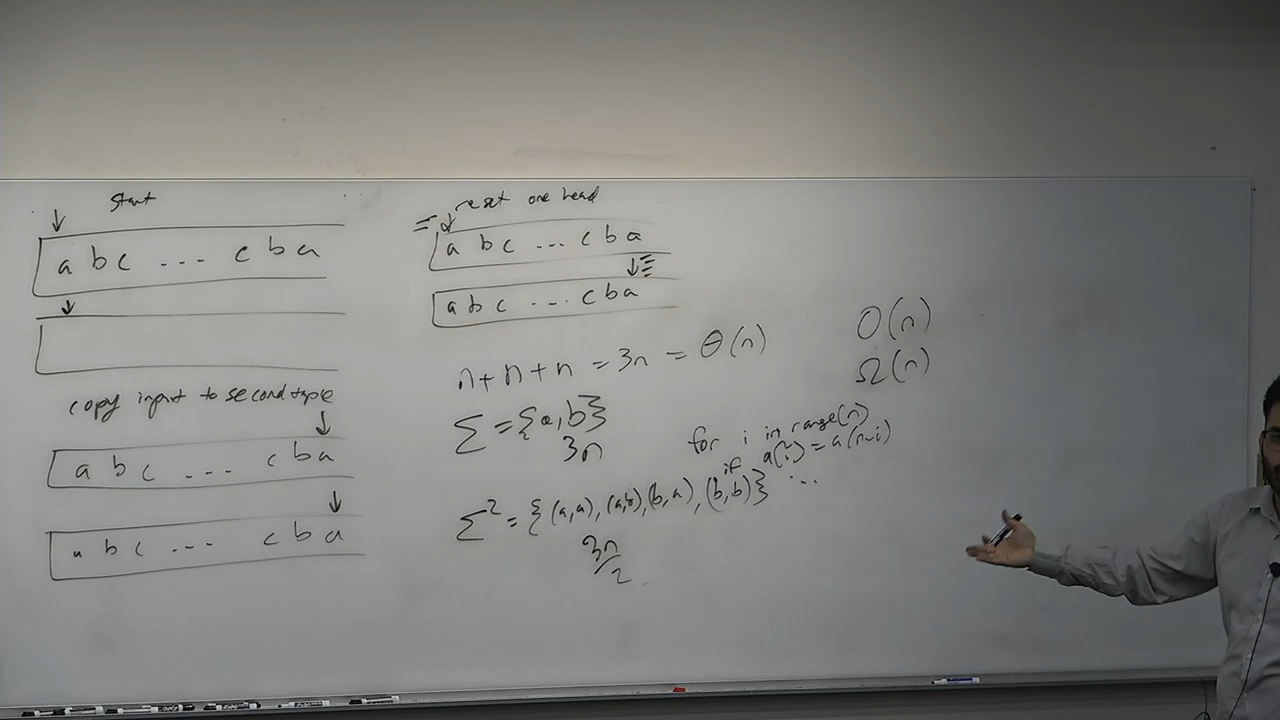 start
a b c ... c b a
copy input to second tape
a b c ... c b a
a b c ... c b a
reset one head
a b c ... c b a
a b c ... c b a
n + n + n = 3n = Θ(n)
Σ = {a, b}
3n
for i in range(n)
if a(i) = a(n-i)
...
Σ² = { (a,a), (a,b), (b,a), (b,b) }
3n/2
O(n)
Ω(n)